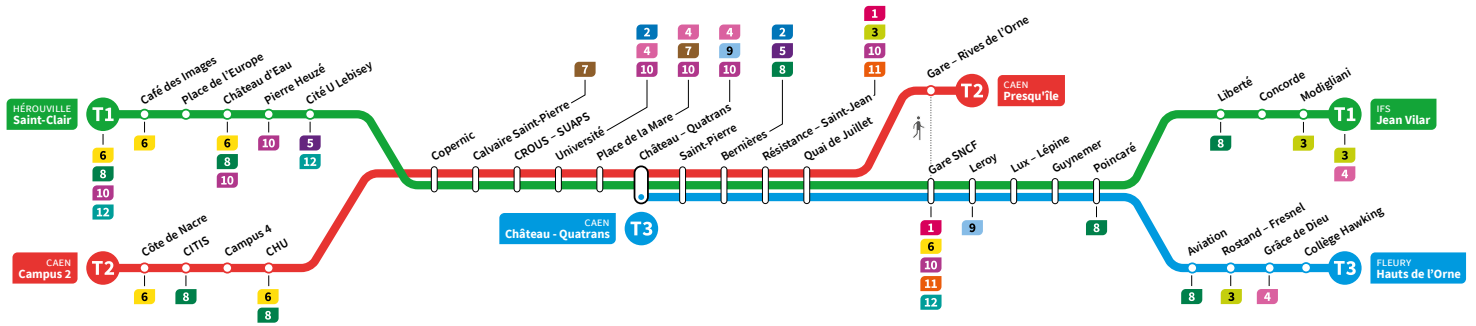 HÉROUVILLE
Saint-Clair
T1
6
8
10
12
Café des Images
6
Place de l'Europe
Château d'Eau
6
8
10
Pierre Heuzé
10
Cité U Lebisey
5
12
CAEN
Campus 2
T2
Côte de Nacre
6
CITIS
8
Campus 4
CHU
6
8
Copernic
Calvaire Saint-Pierre
7
CROUS – SUAPS
Université
2
4
10
Place de la Mare
4
7
10
Château – Quatrans
4
9
10
CAEN
Château - Quatrans
T3
Saint-Pierre
Bernières
2
5
8
Résistance – Saint-Jean
1
3
10
11
Quai de Juillet
Gare – Rives de l'Orne
T2
CAEN
Presqu'île
Gare SNCF
1
6
10
11
12
Leroy
9
Lux – Lépine
Guynemer
Poincaré
8
Liberté
8
Concorde
Modigliani
3
T1
3
4
IFS
Jean Vilar
Aviation
8
Rostand – Fresnel
3
Grâce de Dieu
4
Collège Hawking
T3
FLEURY
Hauts de l'Orne